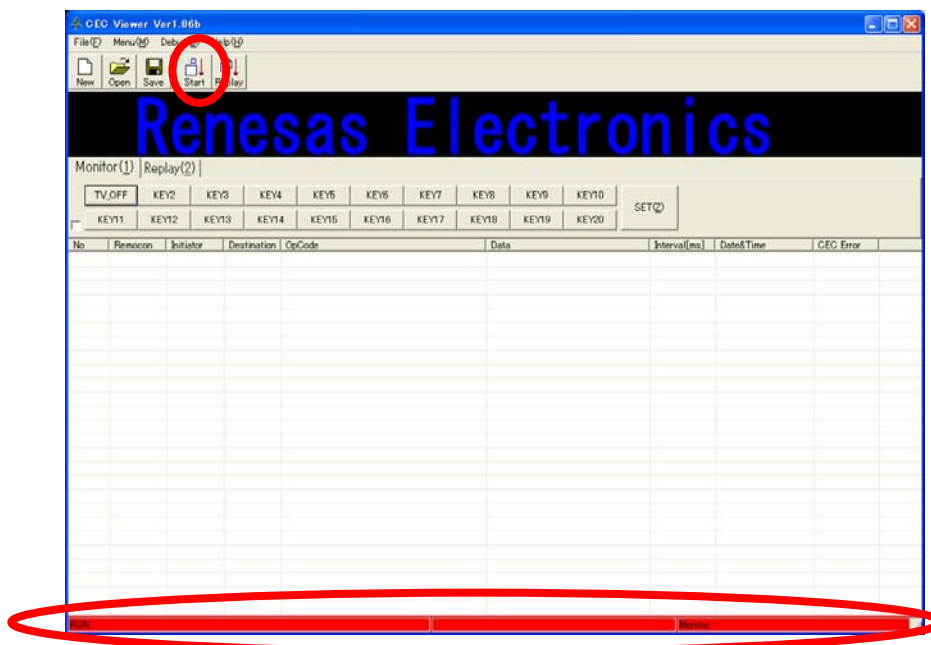 CEC Viewer Ver1.06b
File(F) Menu(M) Debug(D) Help(H)
New Open Save Start Replay
Renesas Electronics
Monitor(1) Replay(2)
TV_OFF KEY2 KEY3 KEY4 KEY5 KEY6 KEY7 KEY8 KEY9 KEY10
SET(Z)
KEY11 KEY12 KEY13 KEY14 KEY15 KEY16 KEY17 KEY18 KEY19 KEY20
No Remocon Initiator Destination OpCode Data Interval[ms] Date&Time CEC Error
RUN Monitor